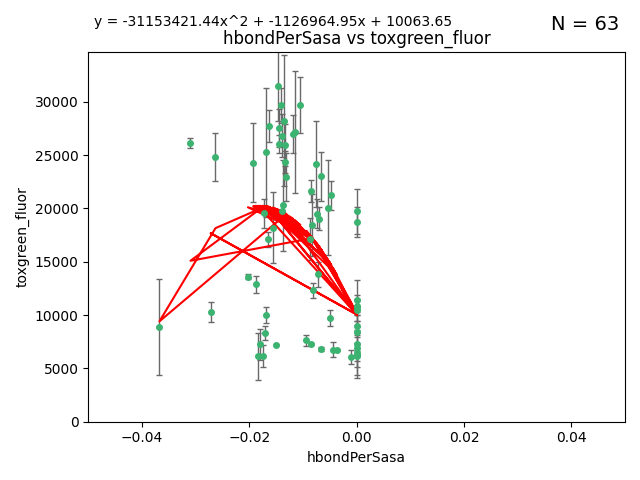 y = -31153421.44x^2 + -1126964.95x + 10063.65
N = 63
hbondPerSasa vs toxgreen_fluor
30000
25000
20000
15000
10000
5000
0
toxgreen_fluor
−0.04
−0.02
0.00
0.02
0.04
hbondPerSasa